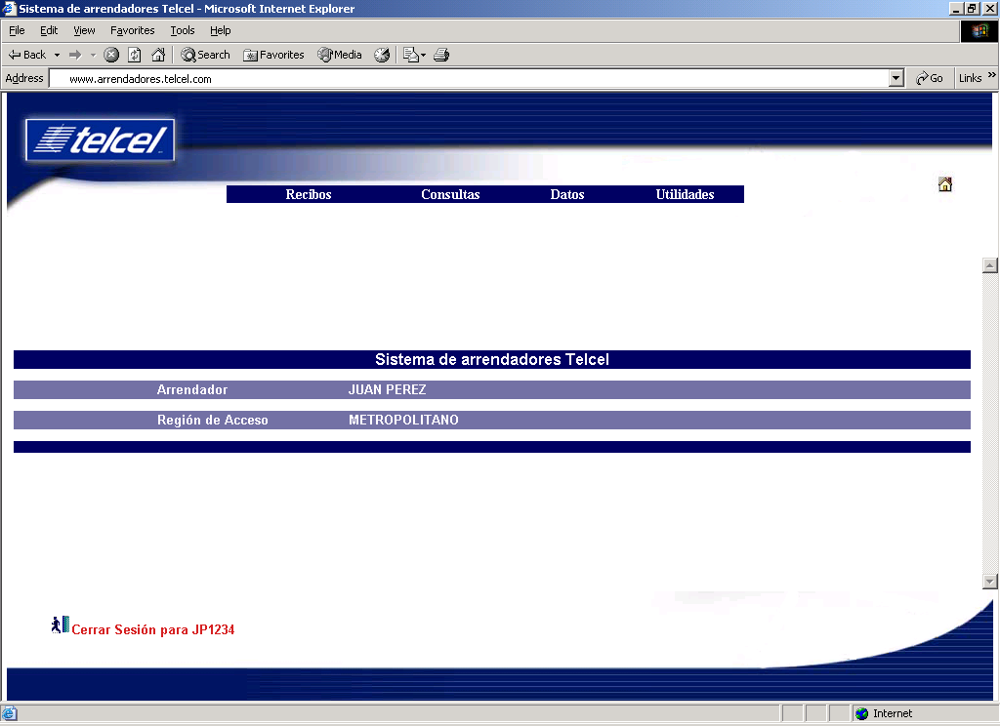 Sistema de arrendadores Telcel - Microsoft Internet Explorer
File Edit View Favorites Tools Help
Back Search Favorites Media
Address www.arrendadores.telcel.com Go Links »
telcel
Recibos Consultas Datos Utilidades
Sistema de arrendadores Telcel
Arrendador JUAN PEREZ
Región de Acceso METROPOLITANO
Cerrar Sesión para JP1234
Internet